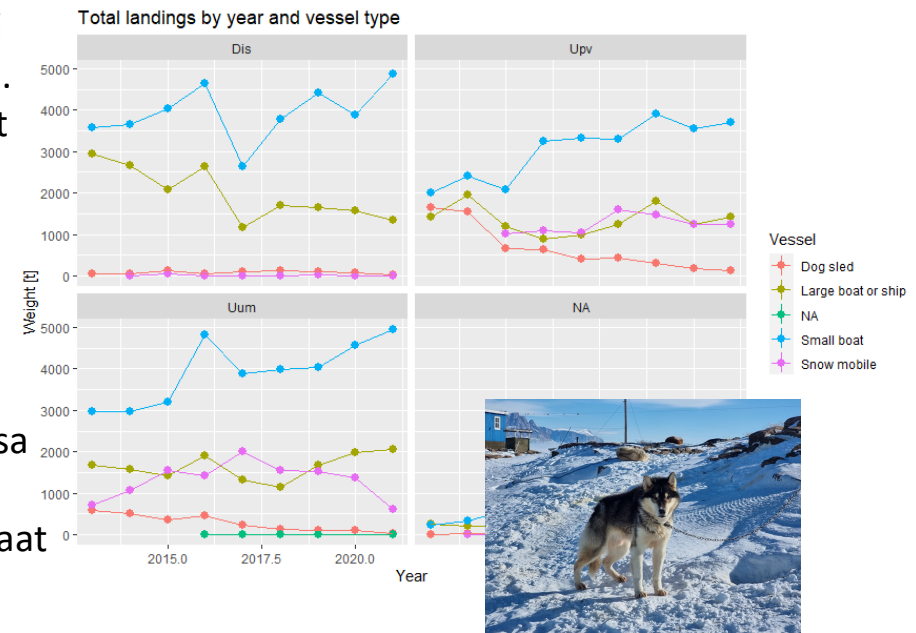 Total landings by year and vessel type
Dis
Upv
.
t
5000
4000
3000
2000
1000
0
Weight [t]
Uum
NA
5000
4000
3000
2000
1000
0
sa
aat
2015.0
2017.5
2020.0
Year
Vessel
Dog sled
Large boat or ship
NA
Small boat
Snow mobile